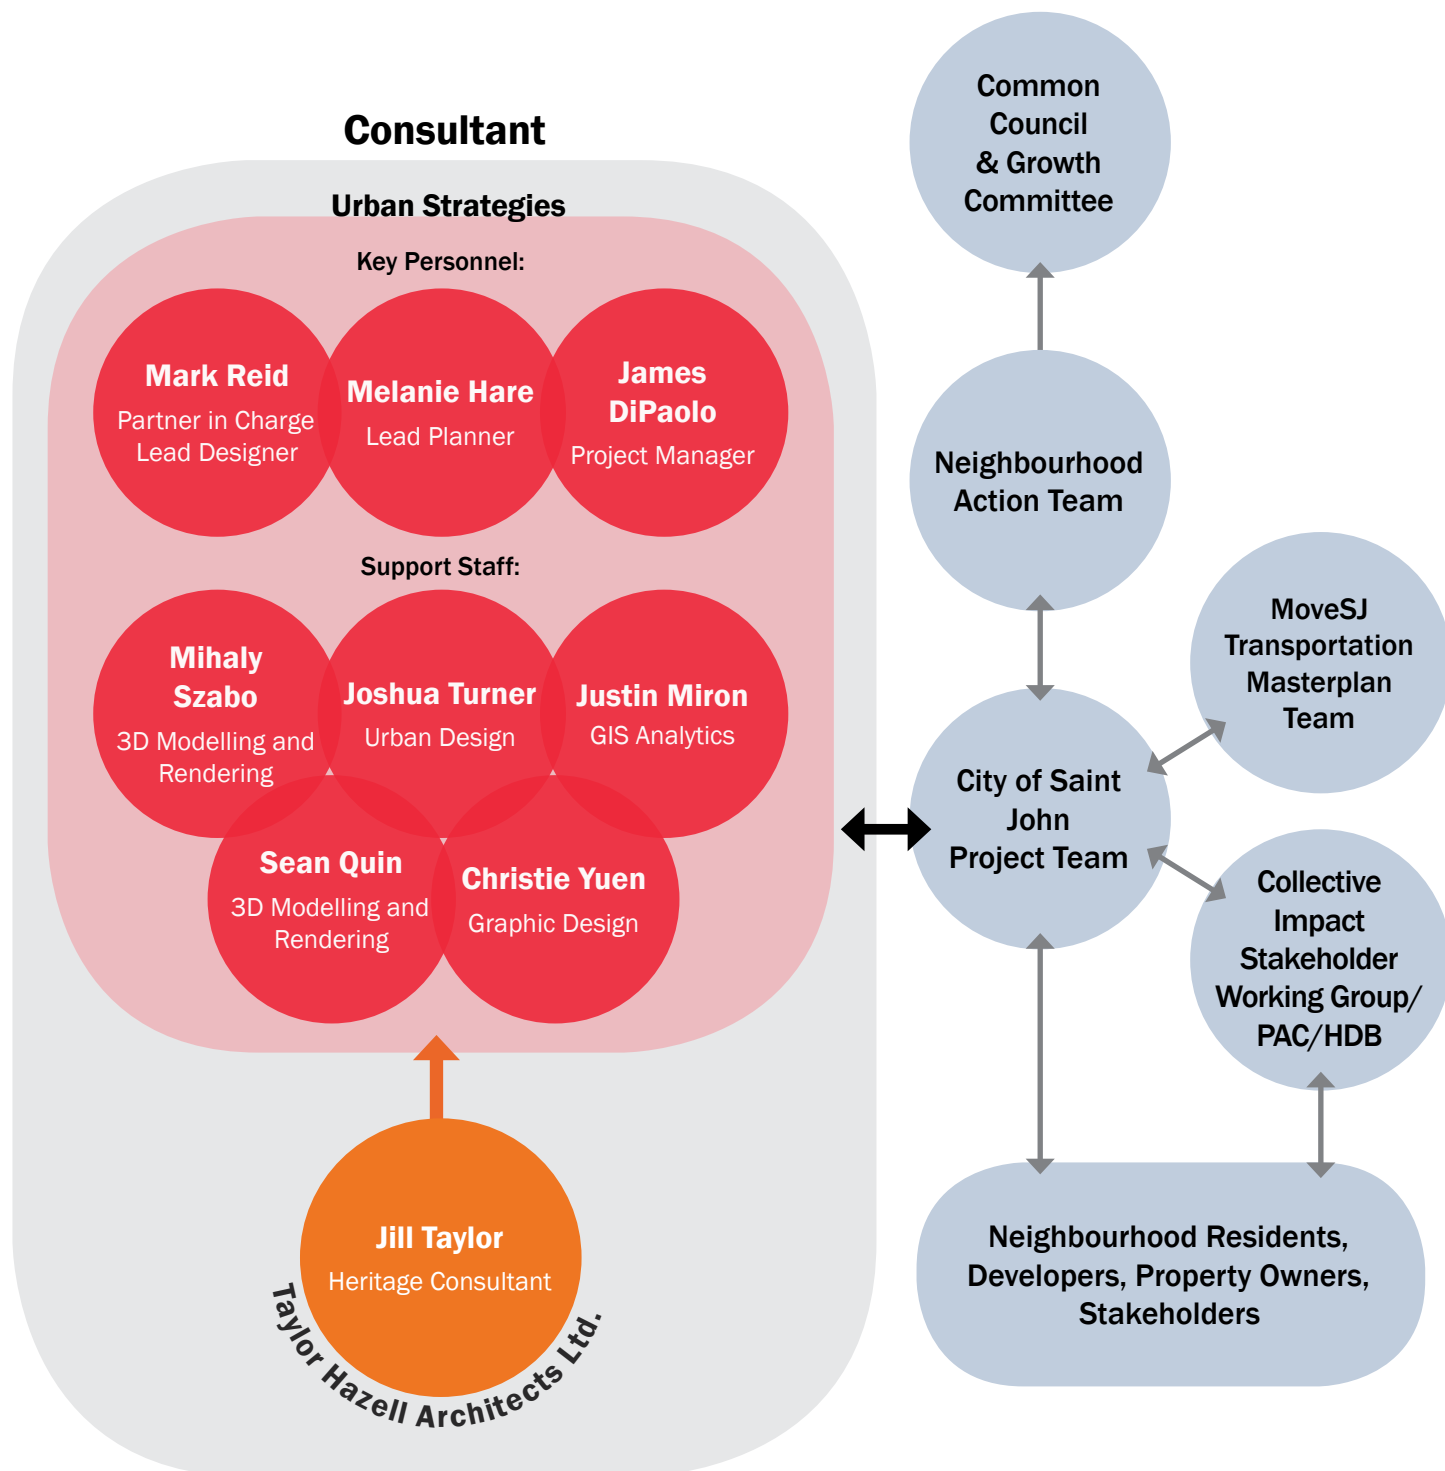 Consultant
Urban Strategies
Key Personnel:
Mark Reid
Partner in Charge
Lead Designer
Melanie Hare
Lead Planner
James
DiPaolo
Project Manager
Support Staff:
Mihaly
Szabo
3D Modelling and
Rendering
Joshua Turner
Urban Design
Justin Miron
GIS Analytics
Sean Quin
3D Modelling and
Rendering
Christie Yuen
Graphic Design
Jill Taylor
Heritage Consultant
Taylor Hazell Architects Ltd.
Common
Council
& Growth
Committee
Neighbourhood
Action Team
MoveSJ
Transportation
Masterplan
Team
City of Saint
John
Project Team
Collective
Impact
Stakeholder
Working Group/
PAC/HDB
Neighbourhood Residents,
Developers, Property Owners,
Stakeholders